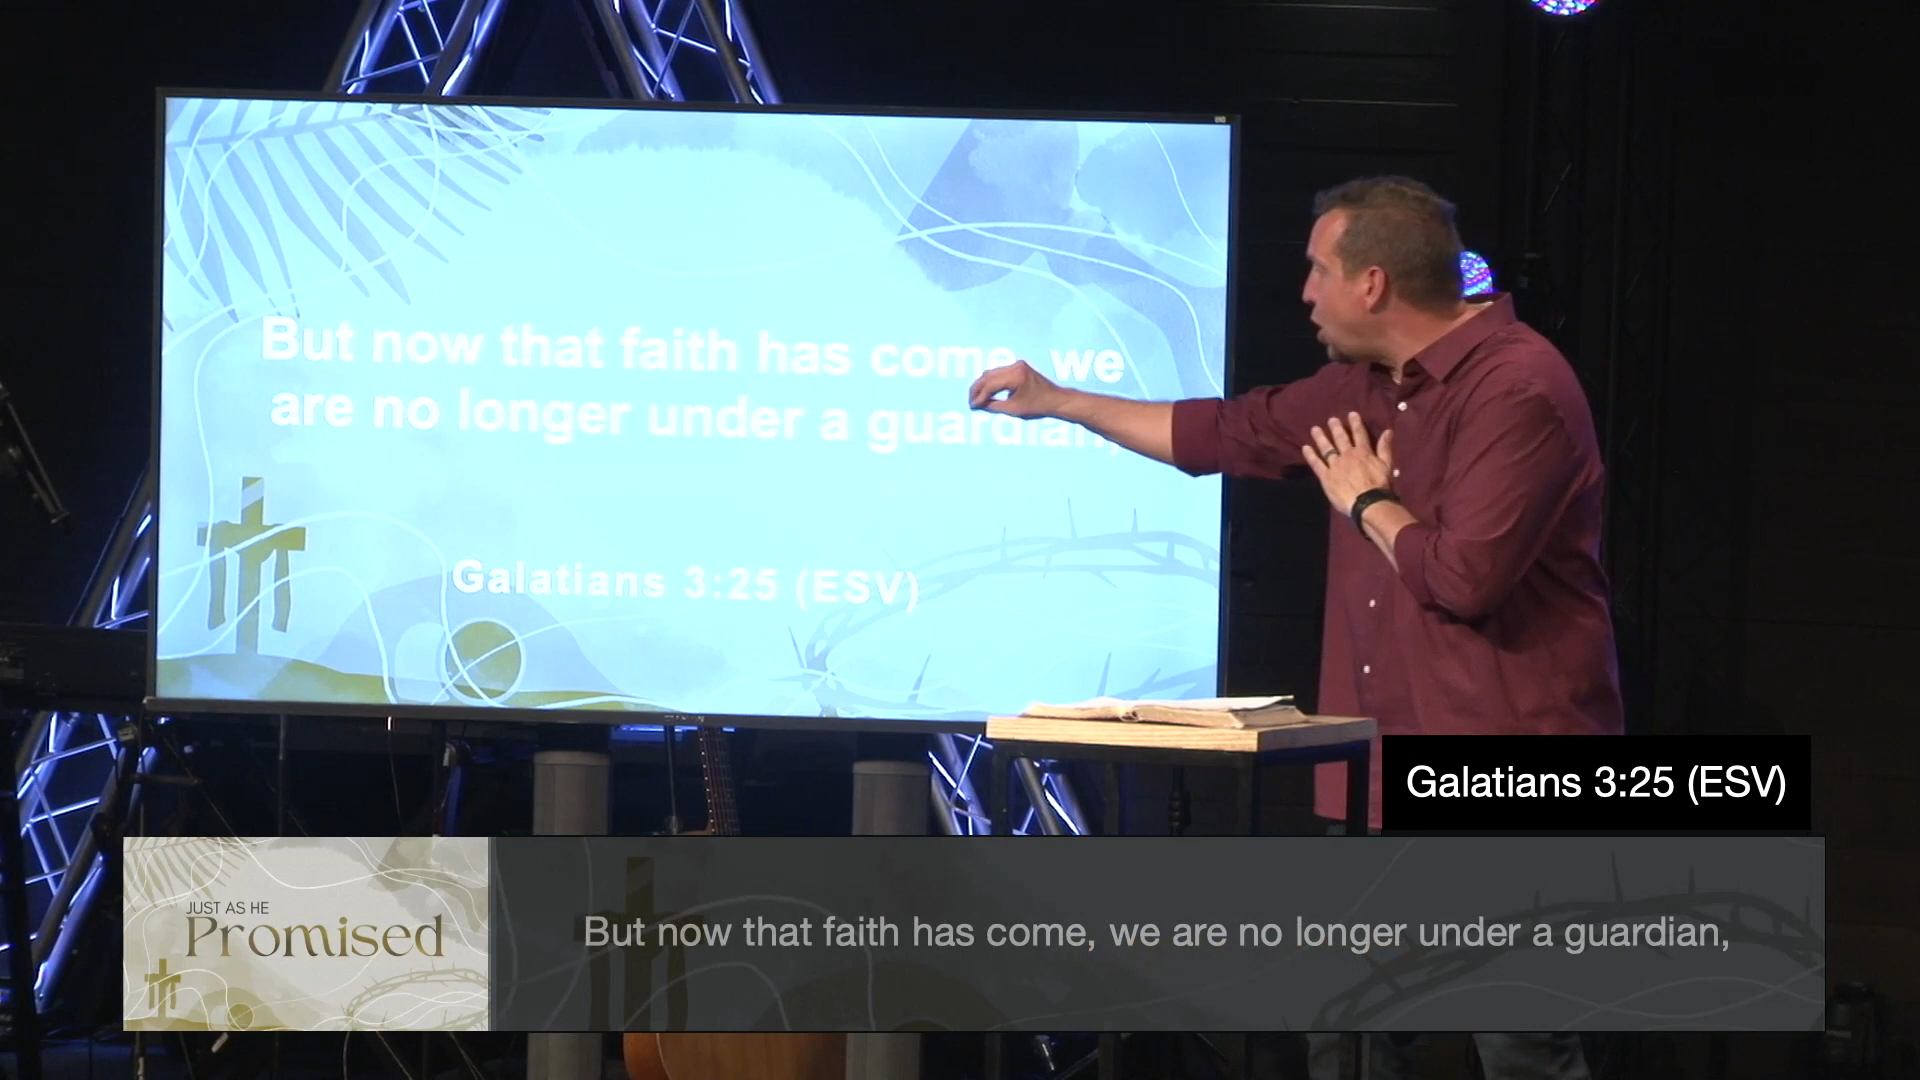 But now that faith has come, we
are no longer under a guardian,
Galatians 3:25 (ESV)
Galatians 3:25 (ESV)
JUST AS HE
Promised
But now that faith has come, we are no longer under a guardian,